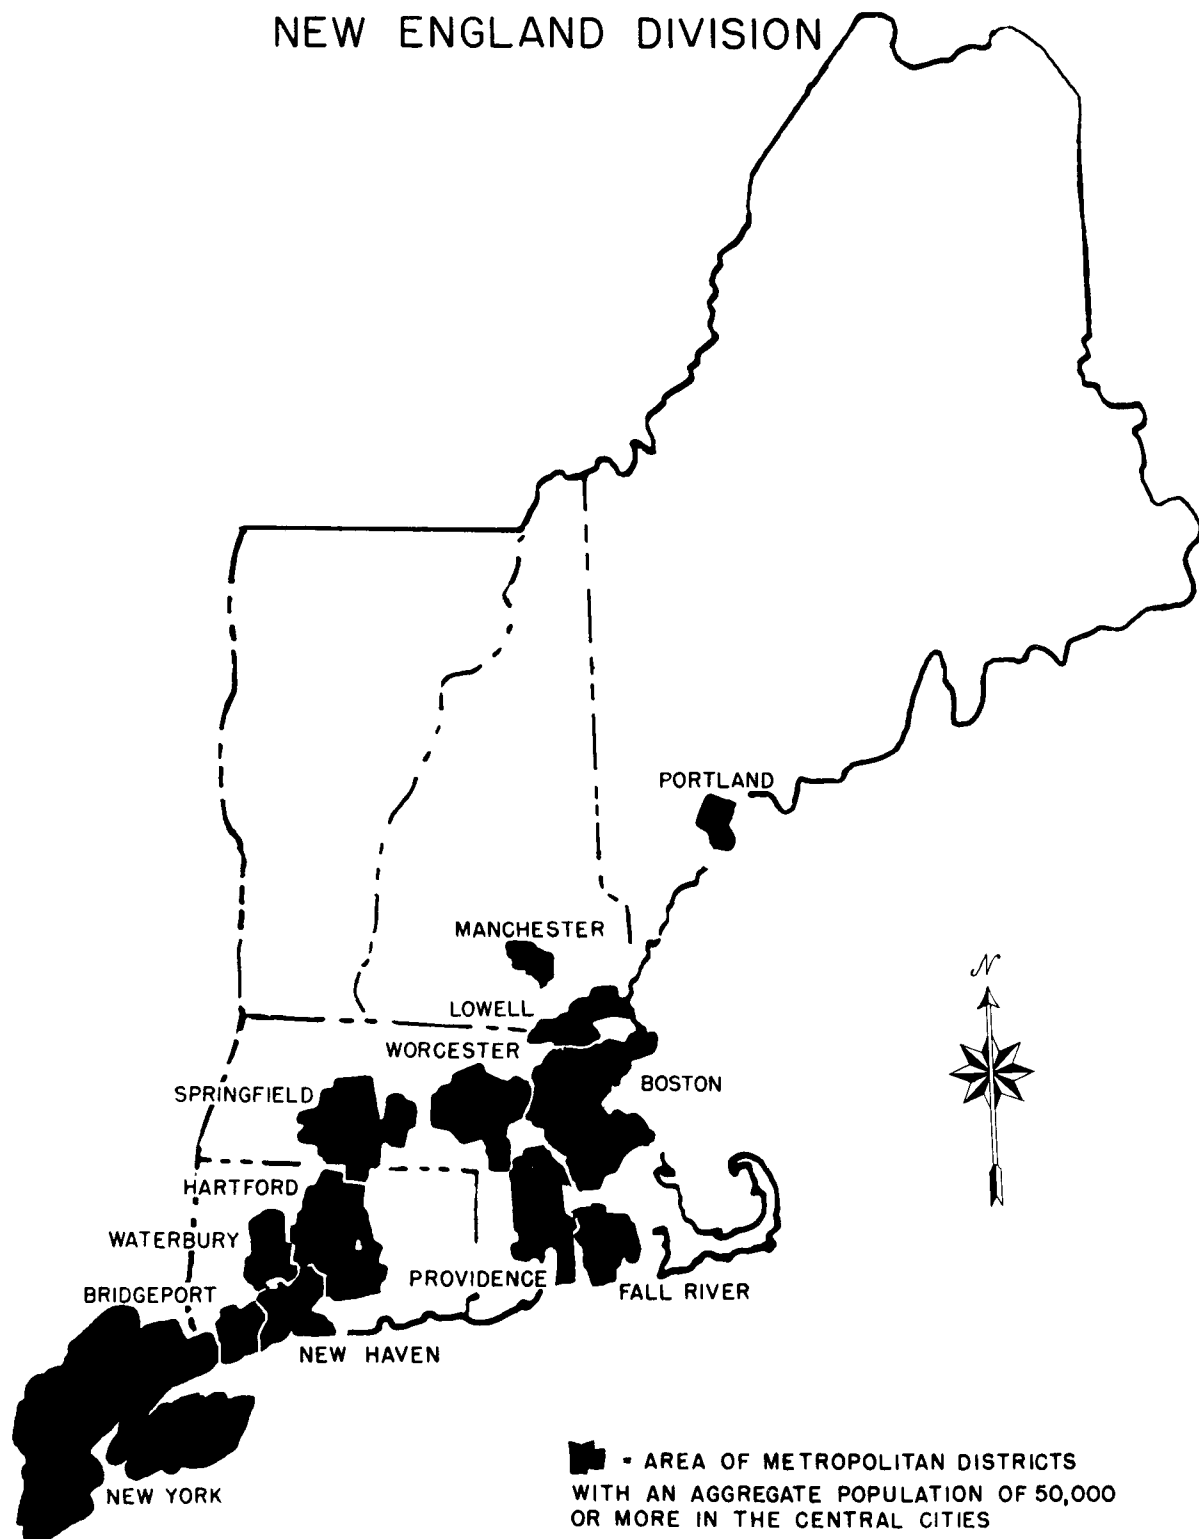 NEW ENGLAND DIVISION
PORTLAND
MANCHESTER
N
LOWELL
WORCESTER
BOSTON
SPRINGFIELD
HARTFORD
WATERBURY
PROVIDENCE
BRIDGEPORT
FALL RIVER
NEW HAVEN
NEW YORK
= AREA OF METROPOLITAN DISTRICTS
WITH AN AGGREGATE POPULATION OF 50,000
OR MORE IN THE CENTRAL CITIES